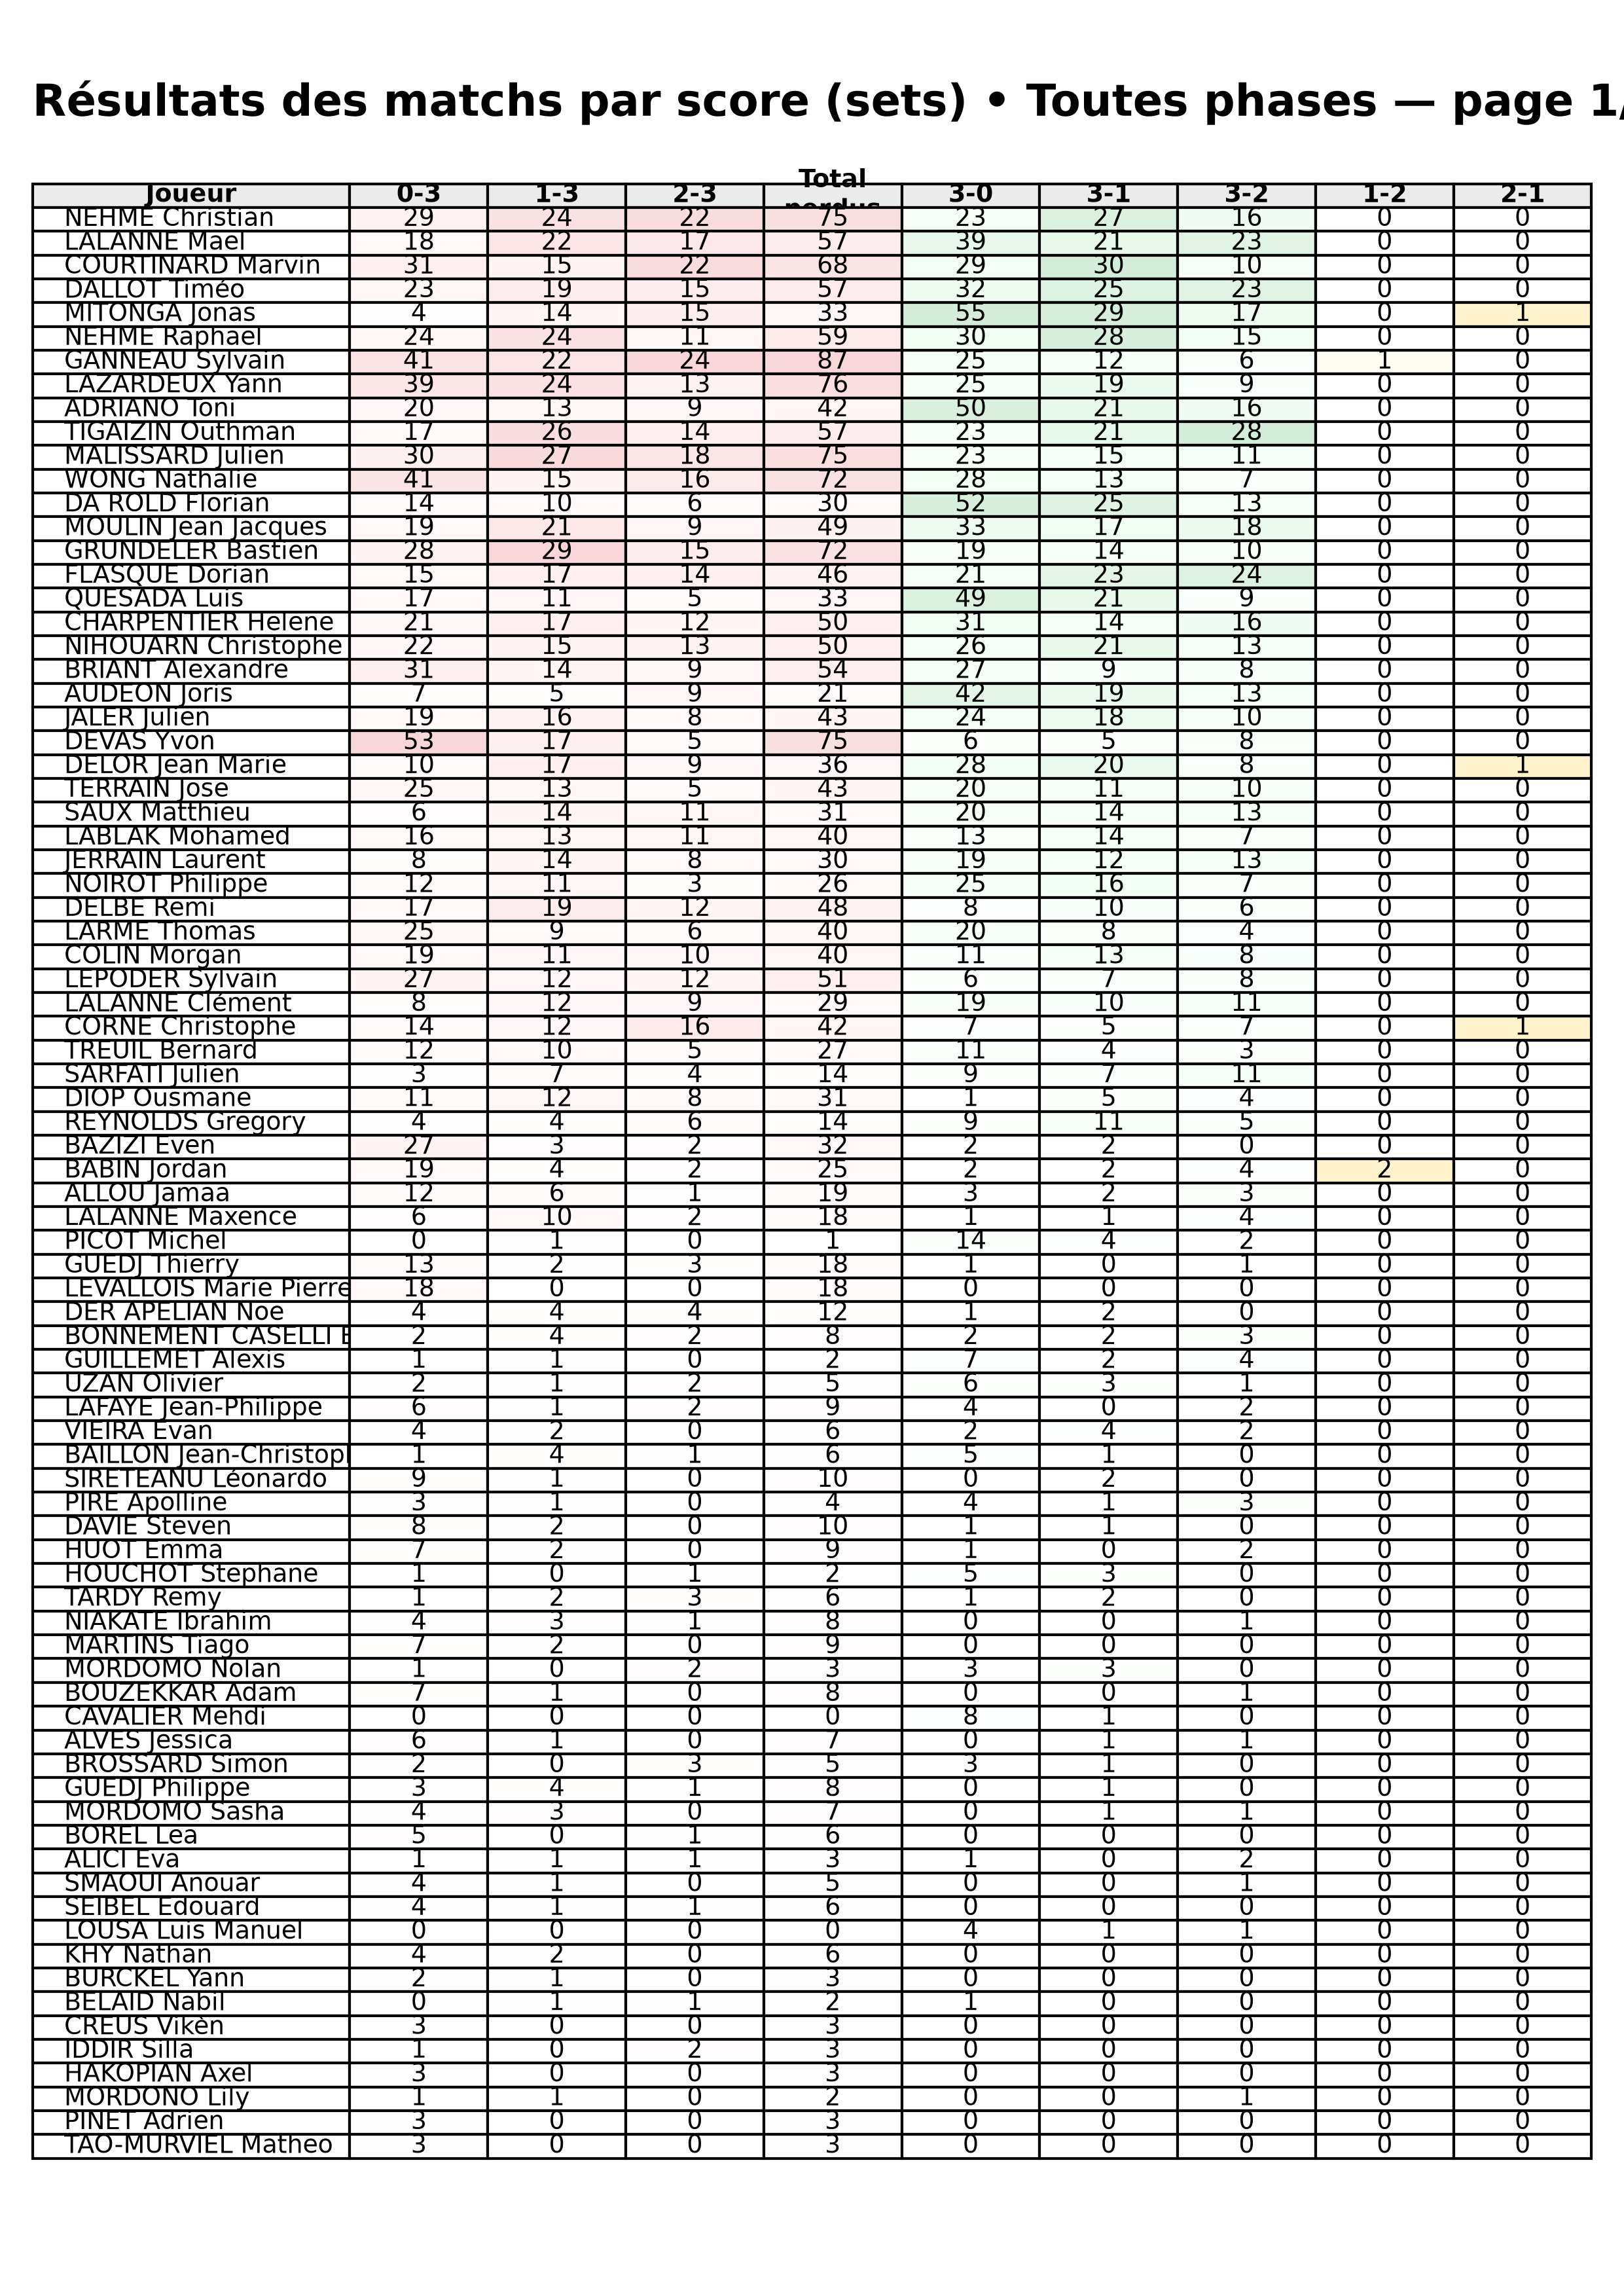 Résultats des matchs par score (sets) • Toutes phases — page 1/
Joueur 0-3 1-3 2-3 Total perdus 3-0 3-1 3-2 1-2 2-1
NEHME Christian 29 24 22 75 23 27 16 0 0
LALANNE Mael 18 22 17 57 39 21 23 0 0
COURTINARD Marvin 31 15 22 68 29 30 10 0 0
DALLOT Timéo 23 19 15 57 32 25 23 0 0
MITONGA Jonas 4 14 15 33 55 29 17 0 1
NEHME Raphael 24 24 11 59 30 28 15 0 0
GANNEAU Sylvain 41 22 24 87 25 12 6 1 0
LAZARDEUX Yann 39 24 13 76 25 19 9 0 0
ADRIANO Toni 20 13 9 42 50 21 16 0 0
TIGAIZIN Outhman 17 26 14 57 23 21 28 0 0
MALISSARD Julien 30 27 18 75 23 15 11 0 0
WONG Nathalie 41 15 16 72 28 13 7 0 0
DA ROLD Florian 14 10 6 30 52 25 13 0 0
MOULIN Jean Jacques 19 21 9 49 33 17 18 0 0
GRUNDELER Bastien 28 29 15 72 19 14 10 0 0
FLASQUE Dorian 15 17 14 46 21 23 24 0 0
QUESADA Luis 17 11 5 33 49 21 9 0 0
CHARPENTIER Helene 21 17 12 50 31 14 16 0 0
NIHOUARN Christophe 22 15 13 50 26 21 13 0 0
BRIANT Alexandre 31 14 9 54 27 9 8 0 0
AUDEON Joris 7 5 9 21 42 19 13 0 0
JALER Julien 19 16 8 43 24 18 10 0 0
DEVAS Yvon 53 17 5 75 6 5 8 0 0
DELOR Jean Marie 10 17 9 36 28 20 8 0 1
TERRAIN Jose 25 13 5 43 20 11 10 0 0
SAUX Matthieu 6 14 11 31 20 14 13 0 0
LABLAK Mohamed 16 13 11 40 13 14 7 0 0
JERRAIN Laurent 8 14 8 30 19 12 13 0 0
NOIROT Philippe 12 11 3 26 25 16 7 0 0
DELBE Remi 17 19 12 48 8 10 6 0 0
LARME Thomas 25 9 6 40 20 8 4 0 0
COLIN Morgan 19 11 10 40 11 13 8 0 0
LEPODER Sylvain 27 12 12 51 6 7 8 0 0
LALANNE Clément 8 12 9 29 19 10 11 0 0
CORNE Christophe 14 12 16 42 7 5 7 0 1
TREUIL Bernard 12 10 5 27 11 4 3 0 0
SARFATI Julien 3 7 4 14 9 7 11 0 0
DIOP Ousmane 11 12 8 31 1 5 4 0 0
REYNOLDS Gregory 4 4 6 14 9 11 5 0 0
BAZIZI Even 27 3 2 32 2 2 0 0 0
BABIN Jordan 19 4 2 25 2 2 4 2 0
ALLOU Jamaa 12 6 1 19 3 2 3 0 0
LALANNE Maxence 6 10 2 18 1 1 4 0 0
PICOT Michel 0 1 0 1 14 4 2 0 0
GUEDJ Thierry 13 2 3 18 1 0 1 0 0
LEVALLOIS Marie Pierre 18 0 0 18 0 0 0 0 0
DER APELIAN Noe 4 4 4 12 1 2 0 0 0
BONNEMENT CASELLI 2 4 2 8 2 2 3 0 0
GUILLEMET Alexis 1 1 0 2 7 2 4 0 0
UZAN Olivier 2 1 2 5 6 3 1 0 0
LAFAYE Jean-Philippe 6 1 2 9 4 0 2 0 0
VIEIRA Evan 4 2 0 6 2 4 2 0 0
BAILLON Jean-Christop 1 4 1 6 5 1 0 0 0
SIRETEANU Léonardo 9 1 0 10 0 2 0 0 0
PIRE Apolline 3 1 0 4 4 1 3 0 0
DAVIE Steven 8 2 0 10 1 1 0 0 0
HUOT Emma 7 2 0 9 1 0 2 0 0
HOUCHOT Stephane 1 0 1 2 5 3 0 0 0
TARDY Remy 1 2 3 6 1 2 0 0 0
NIAKATE Ibrahim 4 3 1 8 0 0 1 0 0
MARTINS Tiago 7 2 0 9 0 0 0 0 0
MORDOMO Nolan 1 0 2 3 3 3 0 0 0
BOUZEKKAR Adam 7 1 0 8 0 0 1 0 0
CAVALIER Mehdi 0 0 0 0 8 1 0 0 0
ALVES Jessica 6 1 0 7 0 1 1 0 0
BROSSARD Simon 2 0 3 5 3 1 0 0 0
GUEDJ Philippe 3 4 1 8 0 1 0 0 0
MORDOMO Sasha 4 3 0 7 0 1 1 0 0
BOREL Lea 5 0 1 6 0 0 0 0 0
ALICI Eva 1 1 1 3 1 0 2 0 0
SMAOUI Anouar 4 1 0 5 0 0 1 0 0
SEIBEL Edouard 4 1 1 6 0 0 0 0 0
LOUSA Luis Manuel 0 0 0 0 4 1 1 0 0
KHY Nathan 4 2 0 6 0 0 0 0 0
BURCKEL Yann 2 1 0 3 0 0 0 0 0
BELAID Nabil 0 1 1 2 1 0 0 0 0
CREUS Vikèn 3 0 0 3 0 0 0 0 0
IDDIR Silla 1 0 2 3 0 0 0 0 0
HAKOPIAN Axel 3 0 0 3 0 0 0 0 0
MORDONO Lily 1 1 0 2 0 0 1 0 0
PINET Adrien 3 0 0 3 0 0 0 0 0
TAO-MURVIEL Matheo 3 0 0 3 0 0 0 0 0